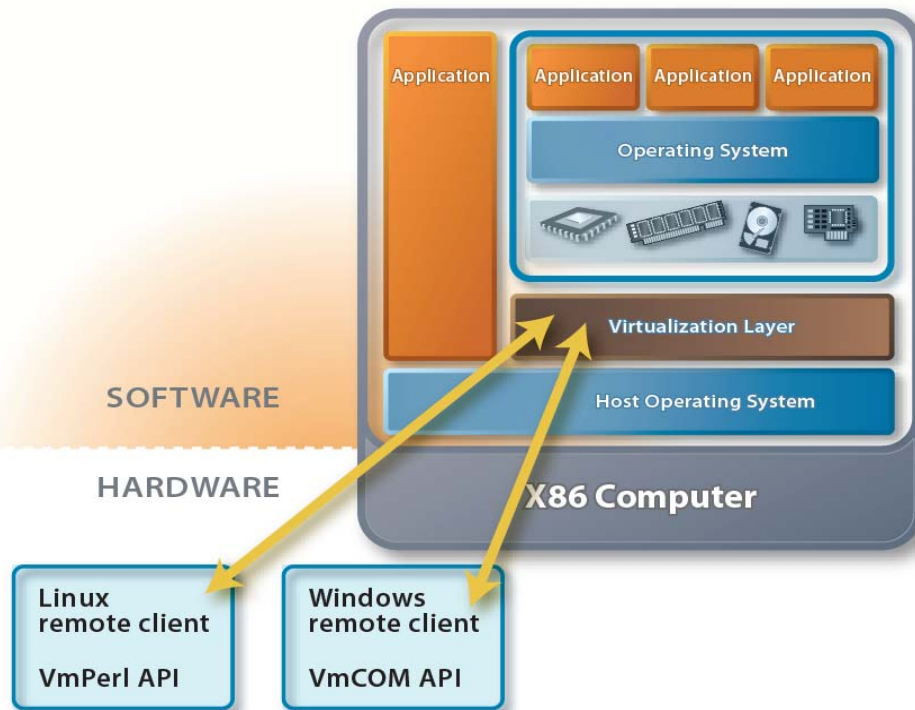 Application
Application
Application
Application
Operating System
Virtualization Layer
Host Operating System
SOFTWARE
HARDWARE
X86 Computer
Linux
remote client
VmPerl API
Windows
remote client
VmCOM API